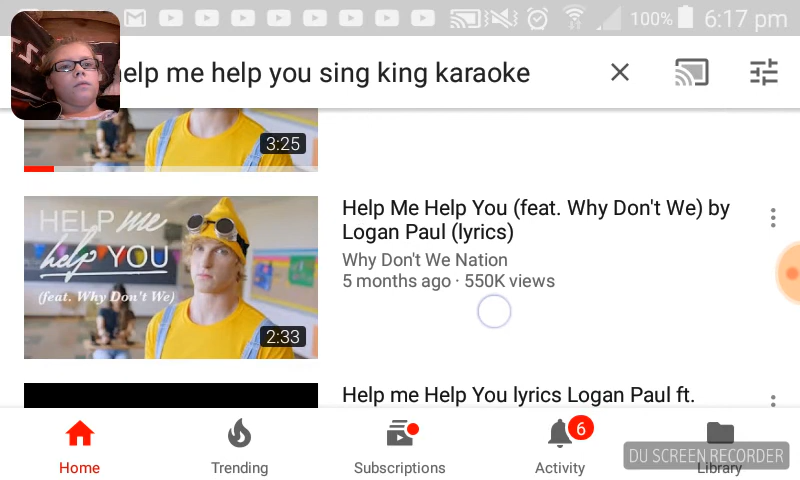 100% 6:17 pm
help me help you sing king karaoke
3:25
HELP me
help YOU
(feat. Why Don't We)
2:33
Help Me Help You (feat. Why Don't We) by
Logan Paul (lyrics)
Why Don't We Nation
5 months ago · 550K views
Help me Help You lyrics Logan Paul ft.
6
Home
Trending
Subscriptions
Activity
Library
DU SCREEN RECORDER